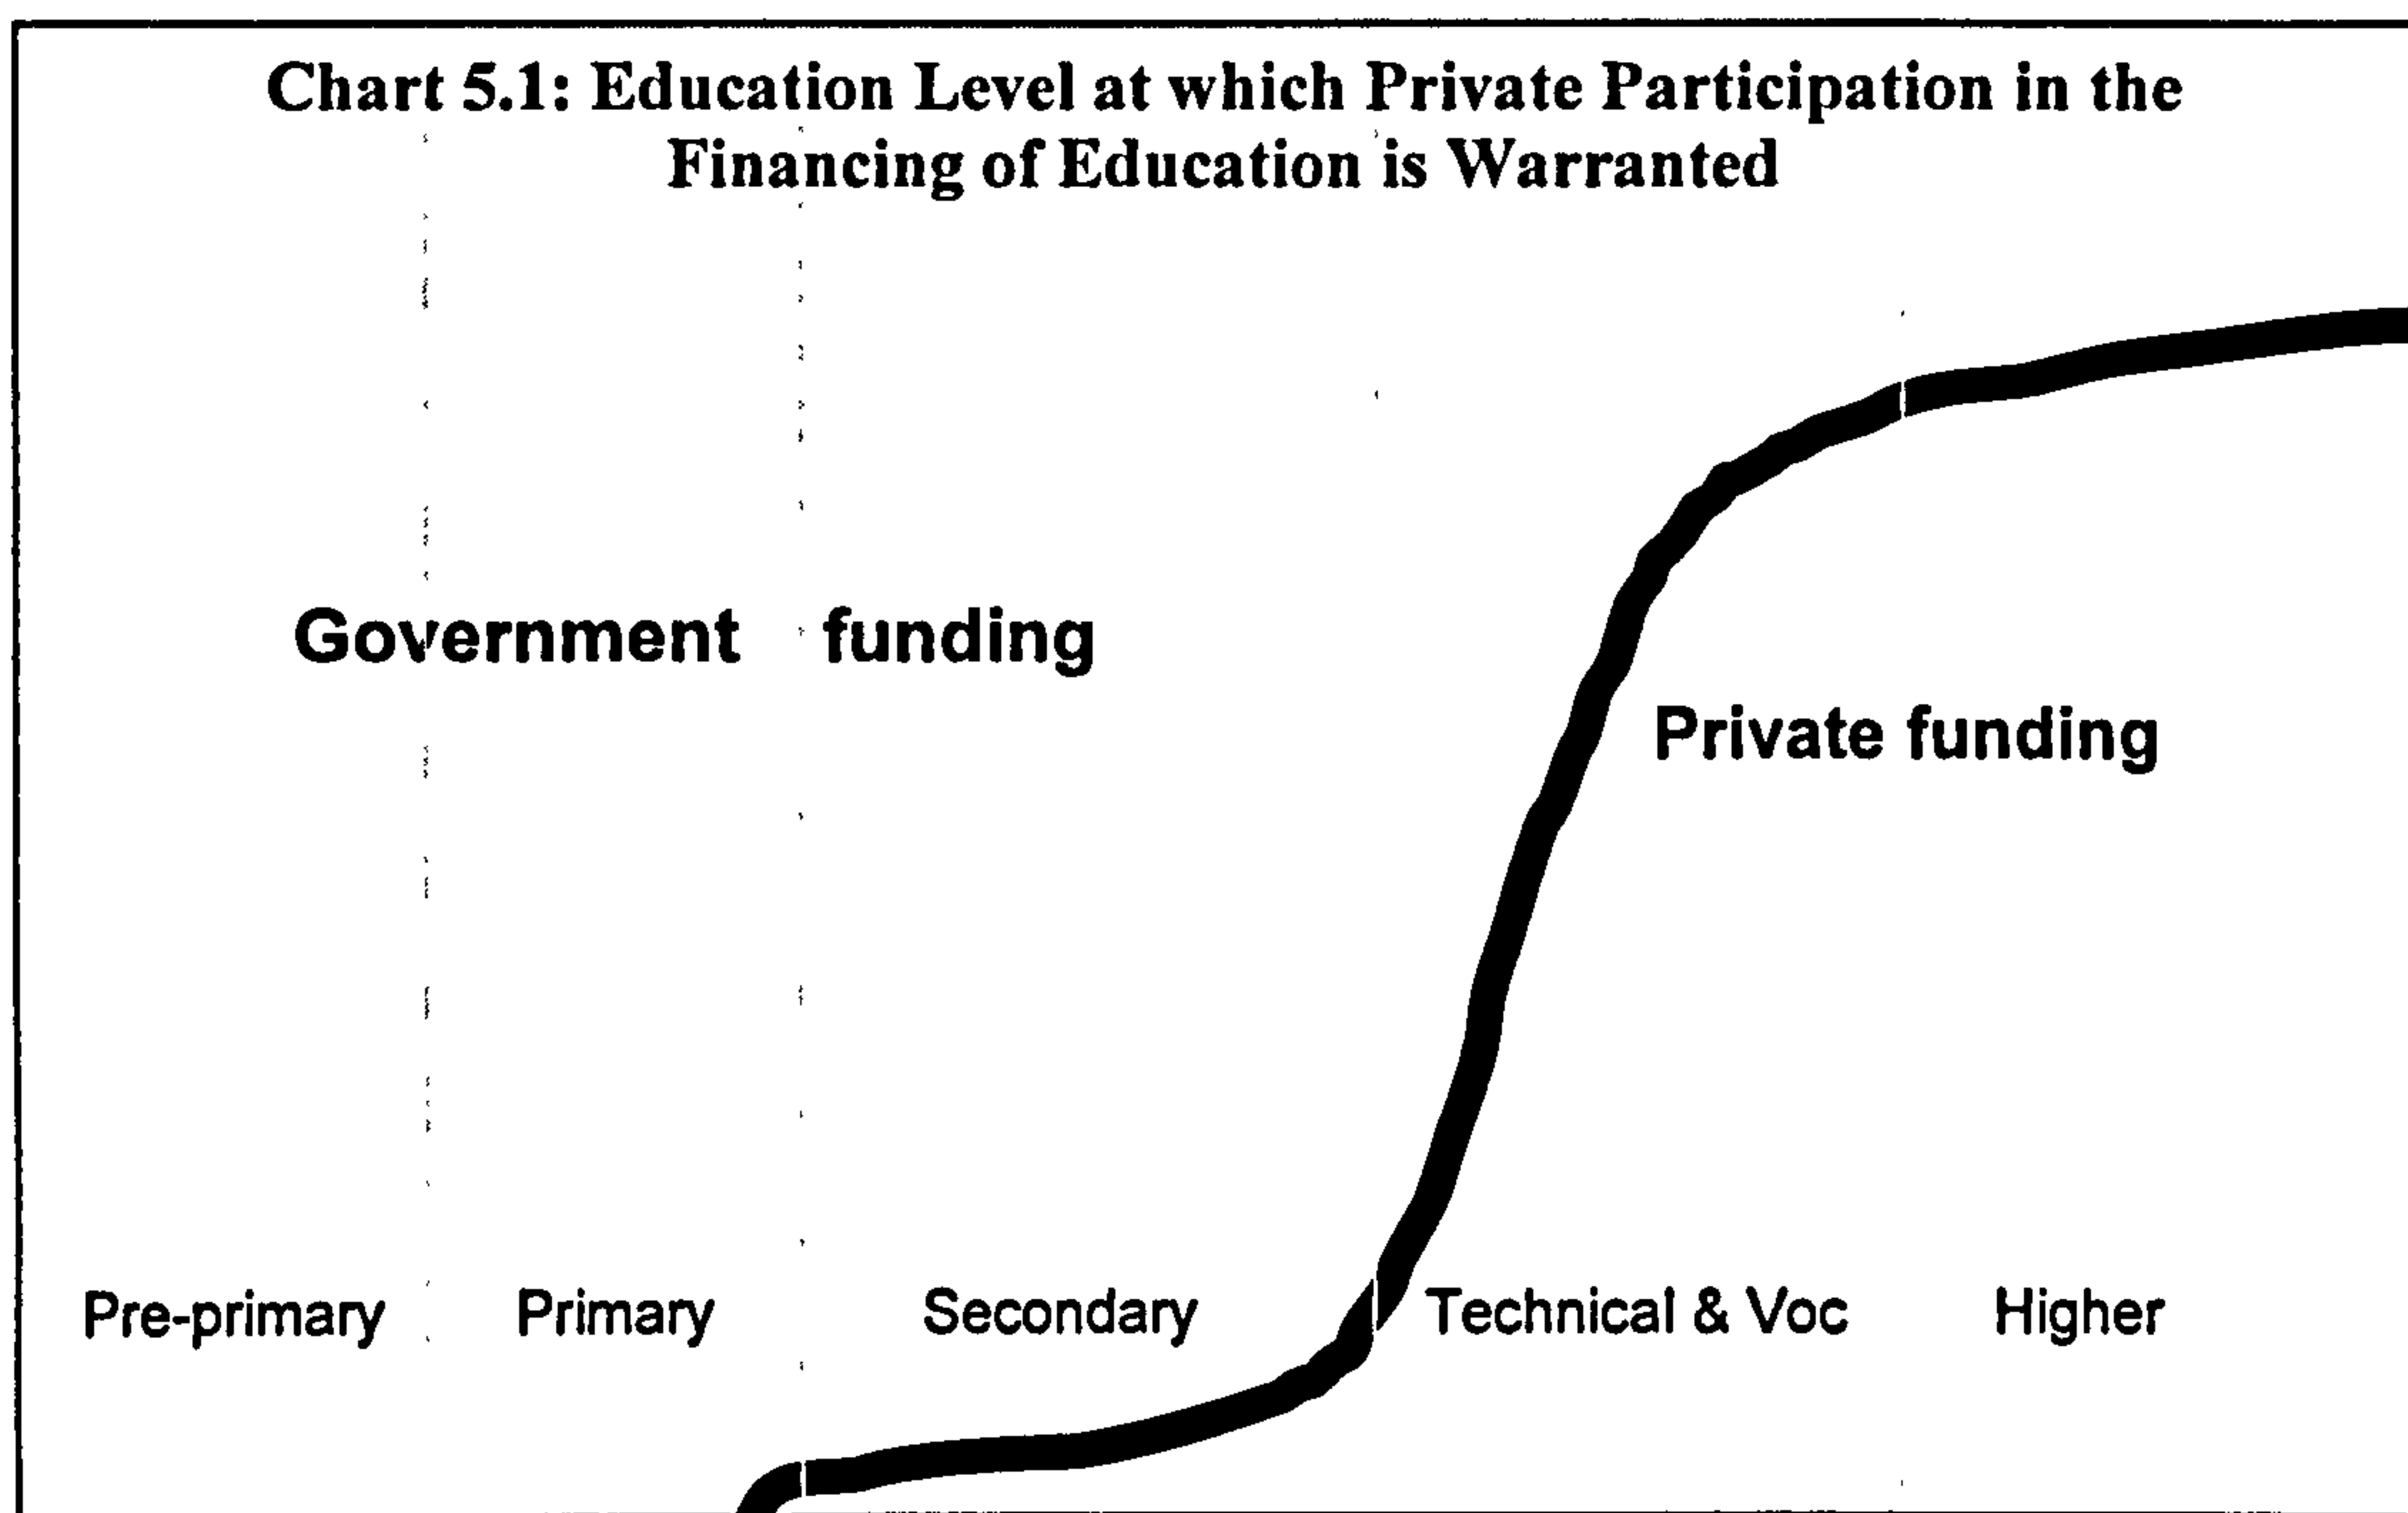 Chart 5.1: Education Level at which Private Participation in the
Financing of Education is Warranted
Government funding
Private funding
Pre-primary Primary Secondary Technical & Voc Higher